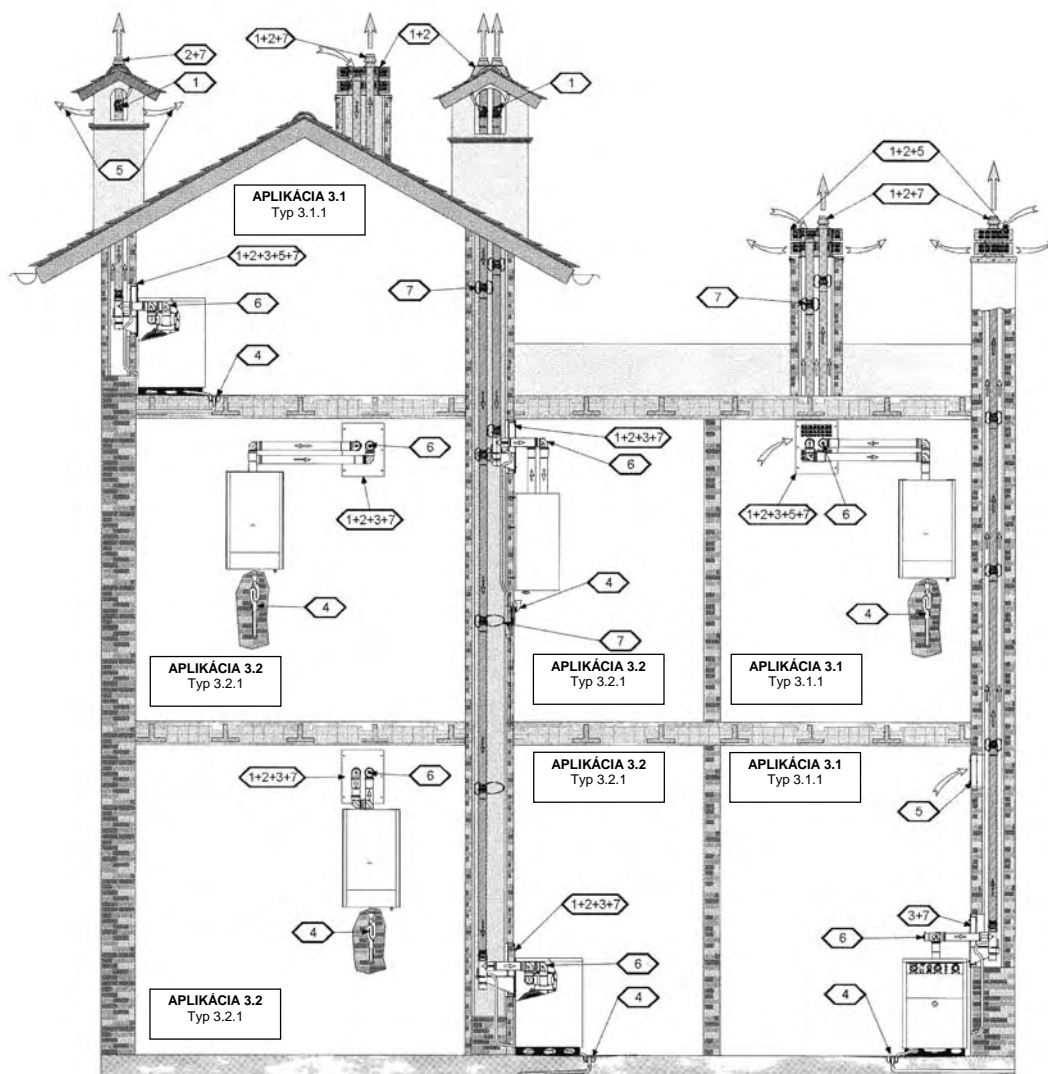 1+2+7
1+2
2+7
1
1
5
1+2+5
1+2+7
APLIKÁCIA 3.1
Typ 3.1.1
1+2+3+5+7
6
7
7
4
6
1+2+3+7
6
6
1+2+3+7
1+2+3+5+7
6
4
4
4
7
APLIKÁCIA 3.2
Typ 3.2.1
APLIKÁCIA 3.2
Typ 3.2.1
APLIKÁCIA 3.1
Typ 3.1.1
1+2+3+7
6
APLIKÁCIA 3.2
Typ 3.2.1
APLIKÁCIA 3.1
Typ 3.1.1
5
4
1+2+3+7
3+7
6
6
4
4
APLIKÁCIA 3.2
Typ 3.2.1